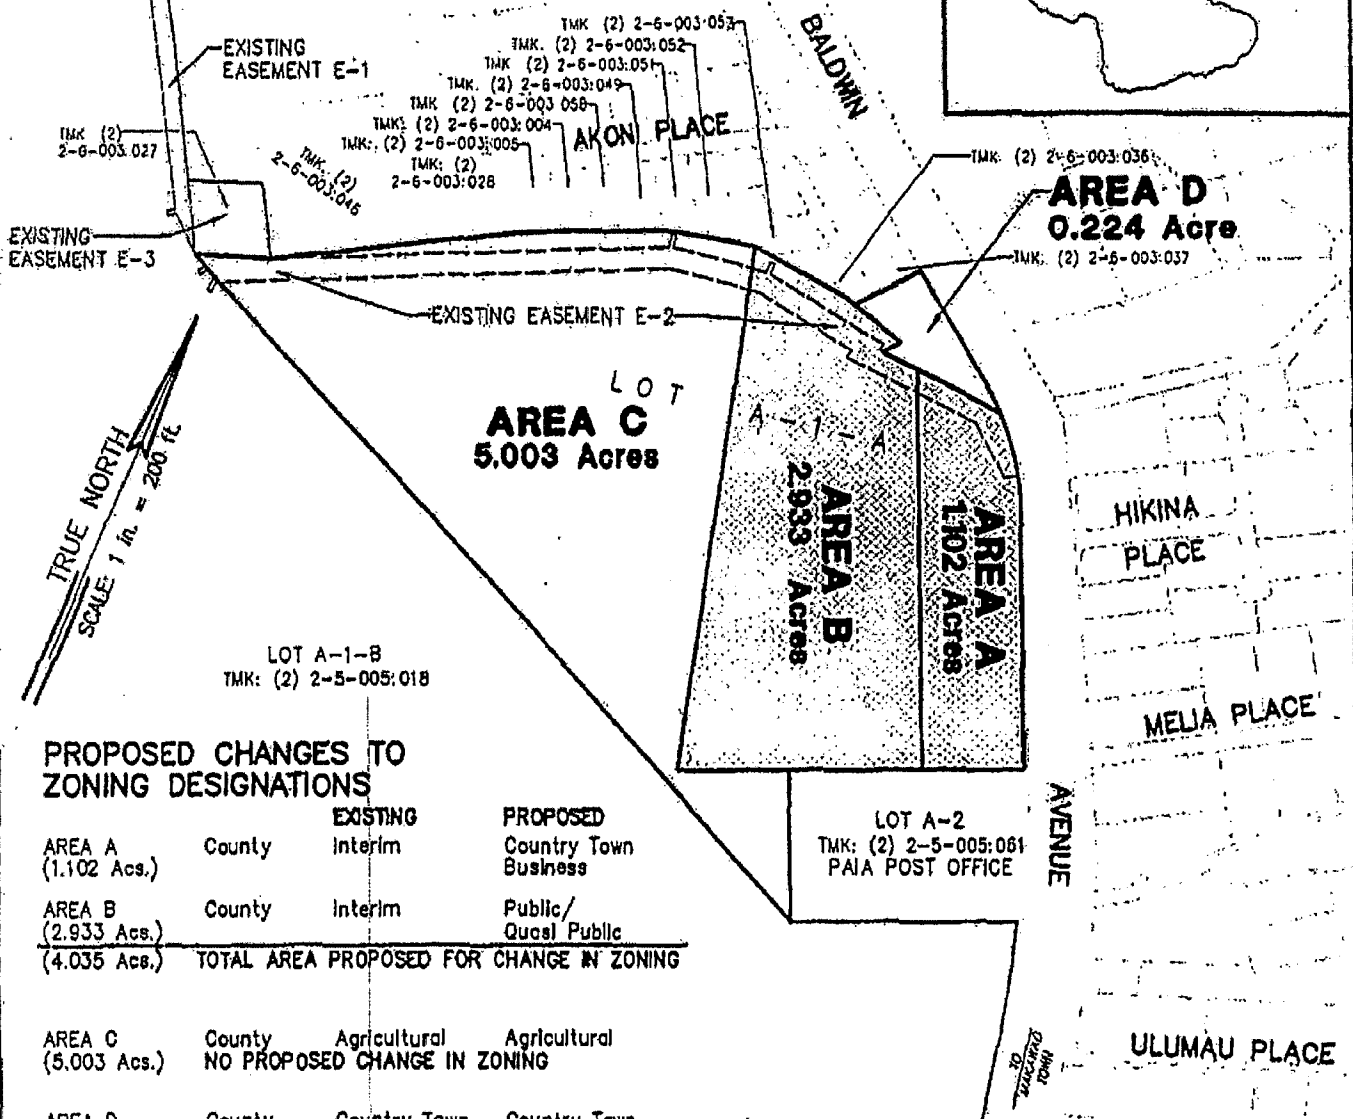 EXISTING
EASEMENT E-1
TMK (2) 2-6-003:053
TMK. (2) 2-6-003:052
TMK (2) 2-6-003:051
TMK. (2) 2-6-003:049
TMK (2) 2-6-003 058
TMK: (2) 2-6-003:004
TMK: (2) 2-6-003:005
TMK: (2)
2-6-003:028
AKONI PLACE
BALDWIN
TMK (2)
2-6-003:027
TMK. (2)
2-6-003:046
TMK. (2) 2-6-003:036
AREA D
0.224 Acre
TMK: (2) 2-6-003:037
EXISTING
EASEMENT E-3
EXISTING EASEMENT E-2
LOT
A-1-A
AREA C
5.003 Acres
AREA B
2.933 Acres
AREA A
1.102 Acres
TRUE NORTH
SCALE: 1 in. = 200 ft.
HIKINA
PLACE
LOT A-1-B
TMK: (2) 2-5-005:018
MELIA PLACE
PROPOSED CHANGES TO
ZONING DESIGNATIONS
EXISTING PROPOSED
AREA A County Interim Country Town
(1.102 Acs.) Business
AREA B County Interim Public/
(2.933 Acs.) Quasi Public
(4.035 Acs.) TOTAL AREA PROPOSED FOR CHANGE IN ZONING
AREA C County Agricultural Agricultural
(5.003 Acs.) NO PROPOSED CHANGE IN ZONING
AREA D County Country Town Country Town
LOT A-2
TMK: (2) 2-5-005:061
PAIA POST OFFICE
AVENUE
TO
MAKAWAO
TOWN
ULUMAU PLACE